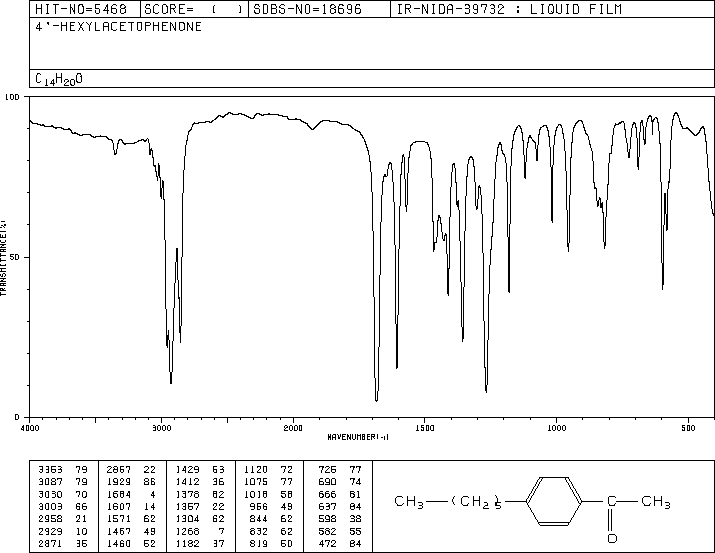 HIT-NO=5468 SCORE= ( ) SDBS-NO=18696 IR-NIDA-39732 : LIQUID FILM
4'-HEXYLACETOPHENONE
C14H20O
100
50
0
TRANSMITTANCE(%)
4000 3000 2000 1500 1000 500
WAVENUMBER(-1)
3363 79 2857 22 1429 53 1120 72 726 77
3087 79 1929 86 1412 36 1075 77 690 74
3030 70 1684 4 1378 62 1018 58 666 81
3003 66 1607 14 1357 22 956 49 637 84
2958 21 1571 62 1304 62 844 62 598 38
2929 10 1467 49 1268 7 832 62 582 55
2871 35 1460 52 1182 37 819 50 472 84
CH3 (CH2)5 C CH3
O